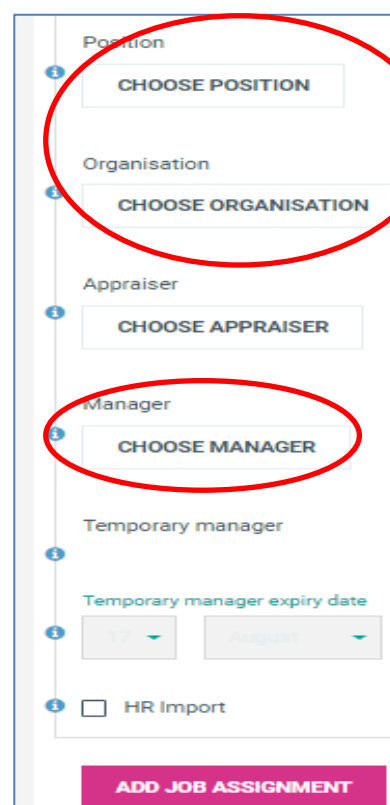 Position
CHOOSE POSITION
Organisation
CHOOSE ORGANISATION
Appraiser
CHOOSE APPRAISER
Manager
CHOOSE MANAGER
Temporary manager
Temporary manager expiry date
17 August
HR Import
ADD JOB ASSIGNMENT